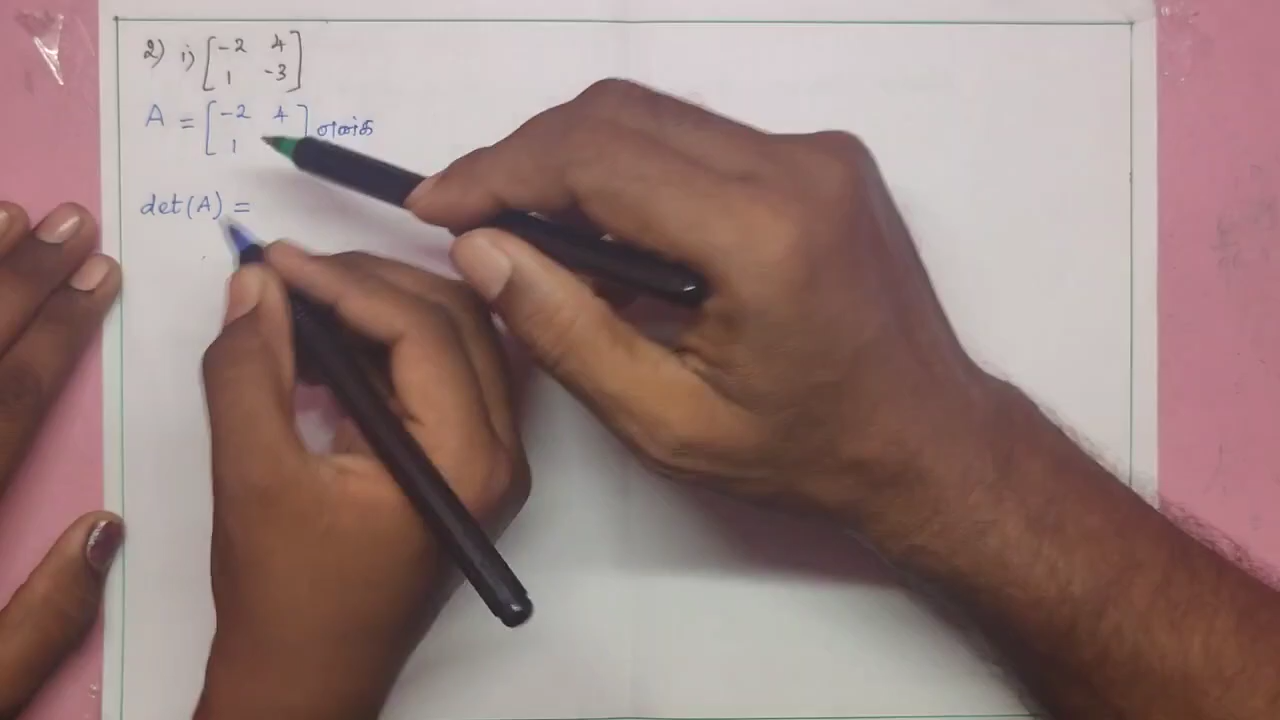 2) i) [-2 4
1 -3]
A = [-2 4
1 ] என்க
det(A) =